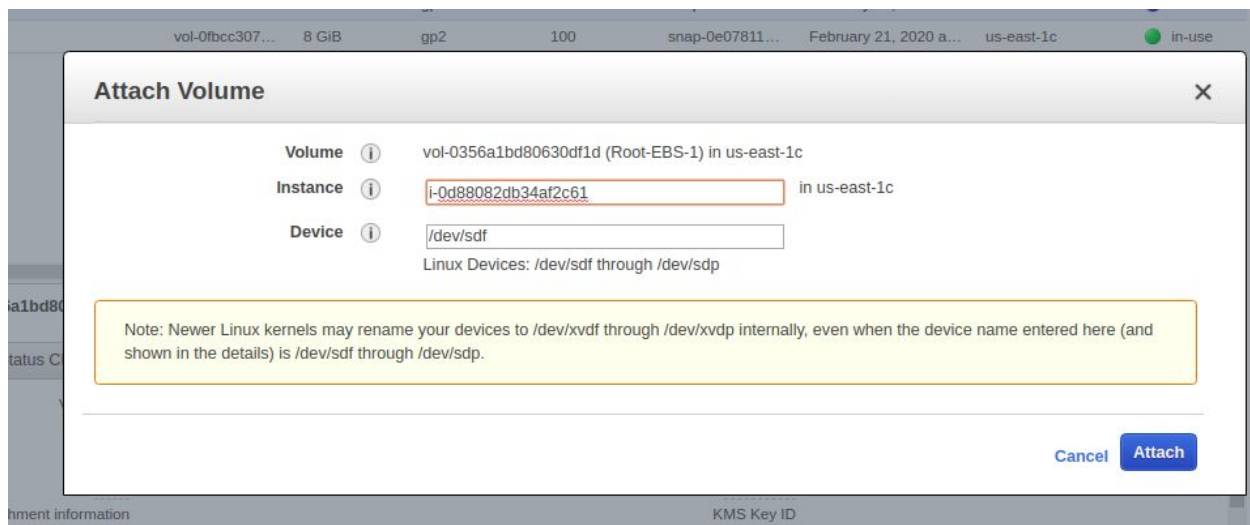 vol-0fbcc307... 8 GiB gp2 100 snap-0e07811... February 21, 2020 a... us-east-1c in-use
Attach Volume
Volume i vol-0356a1bd80630df1d (Root-EBS-1) in us-east-1c
Instance i i-0d88082db34af2c61 in us-east-1c
Device i /dev/sdf
Linux Devices: /dev/sdf through /dev/sdp
a1bd80
Note: Newer Linux kernels may rename your devices to /dev/xvdf through /dev/xvdp internally, even when the device name entered here (and
shown in the details) is /dev/sdf through /dev/sdp.
tatus C
Cancel Attach
hment information KMS Key ID